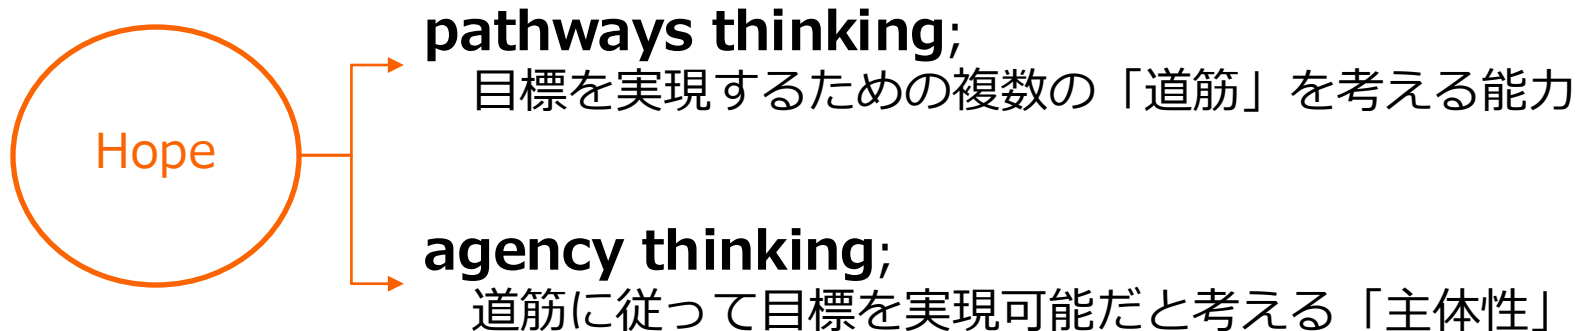 pathways thinking;
目標を実現するための複数の「道筋」を考える能力
Hope
agency thinking;
道筋に従って目標を実現可能だと考える「主体性」